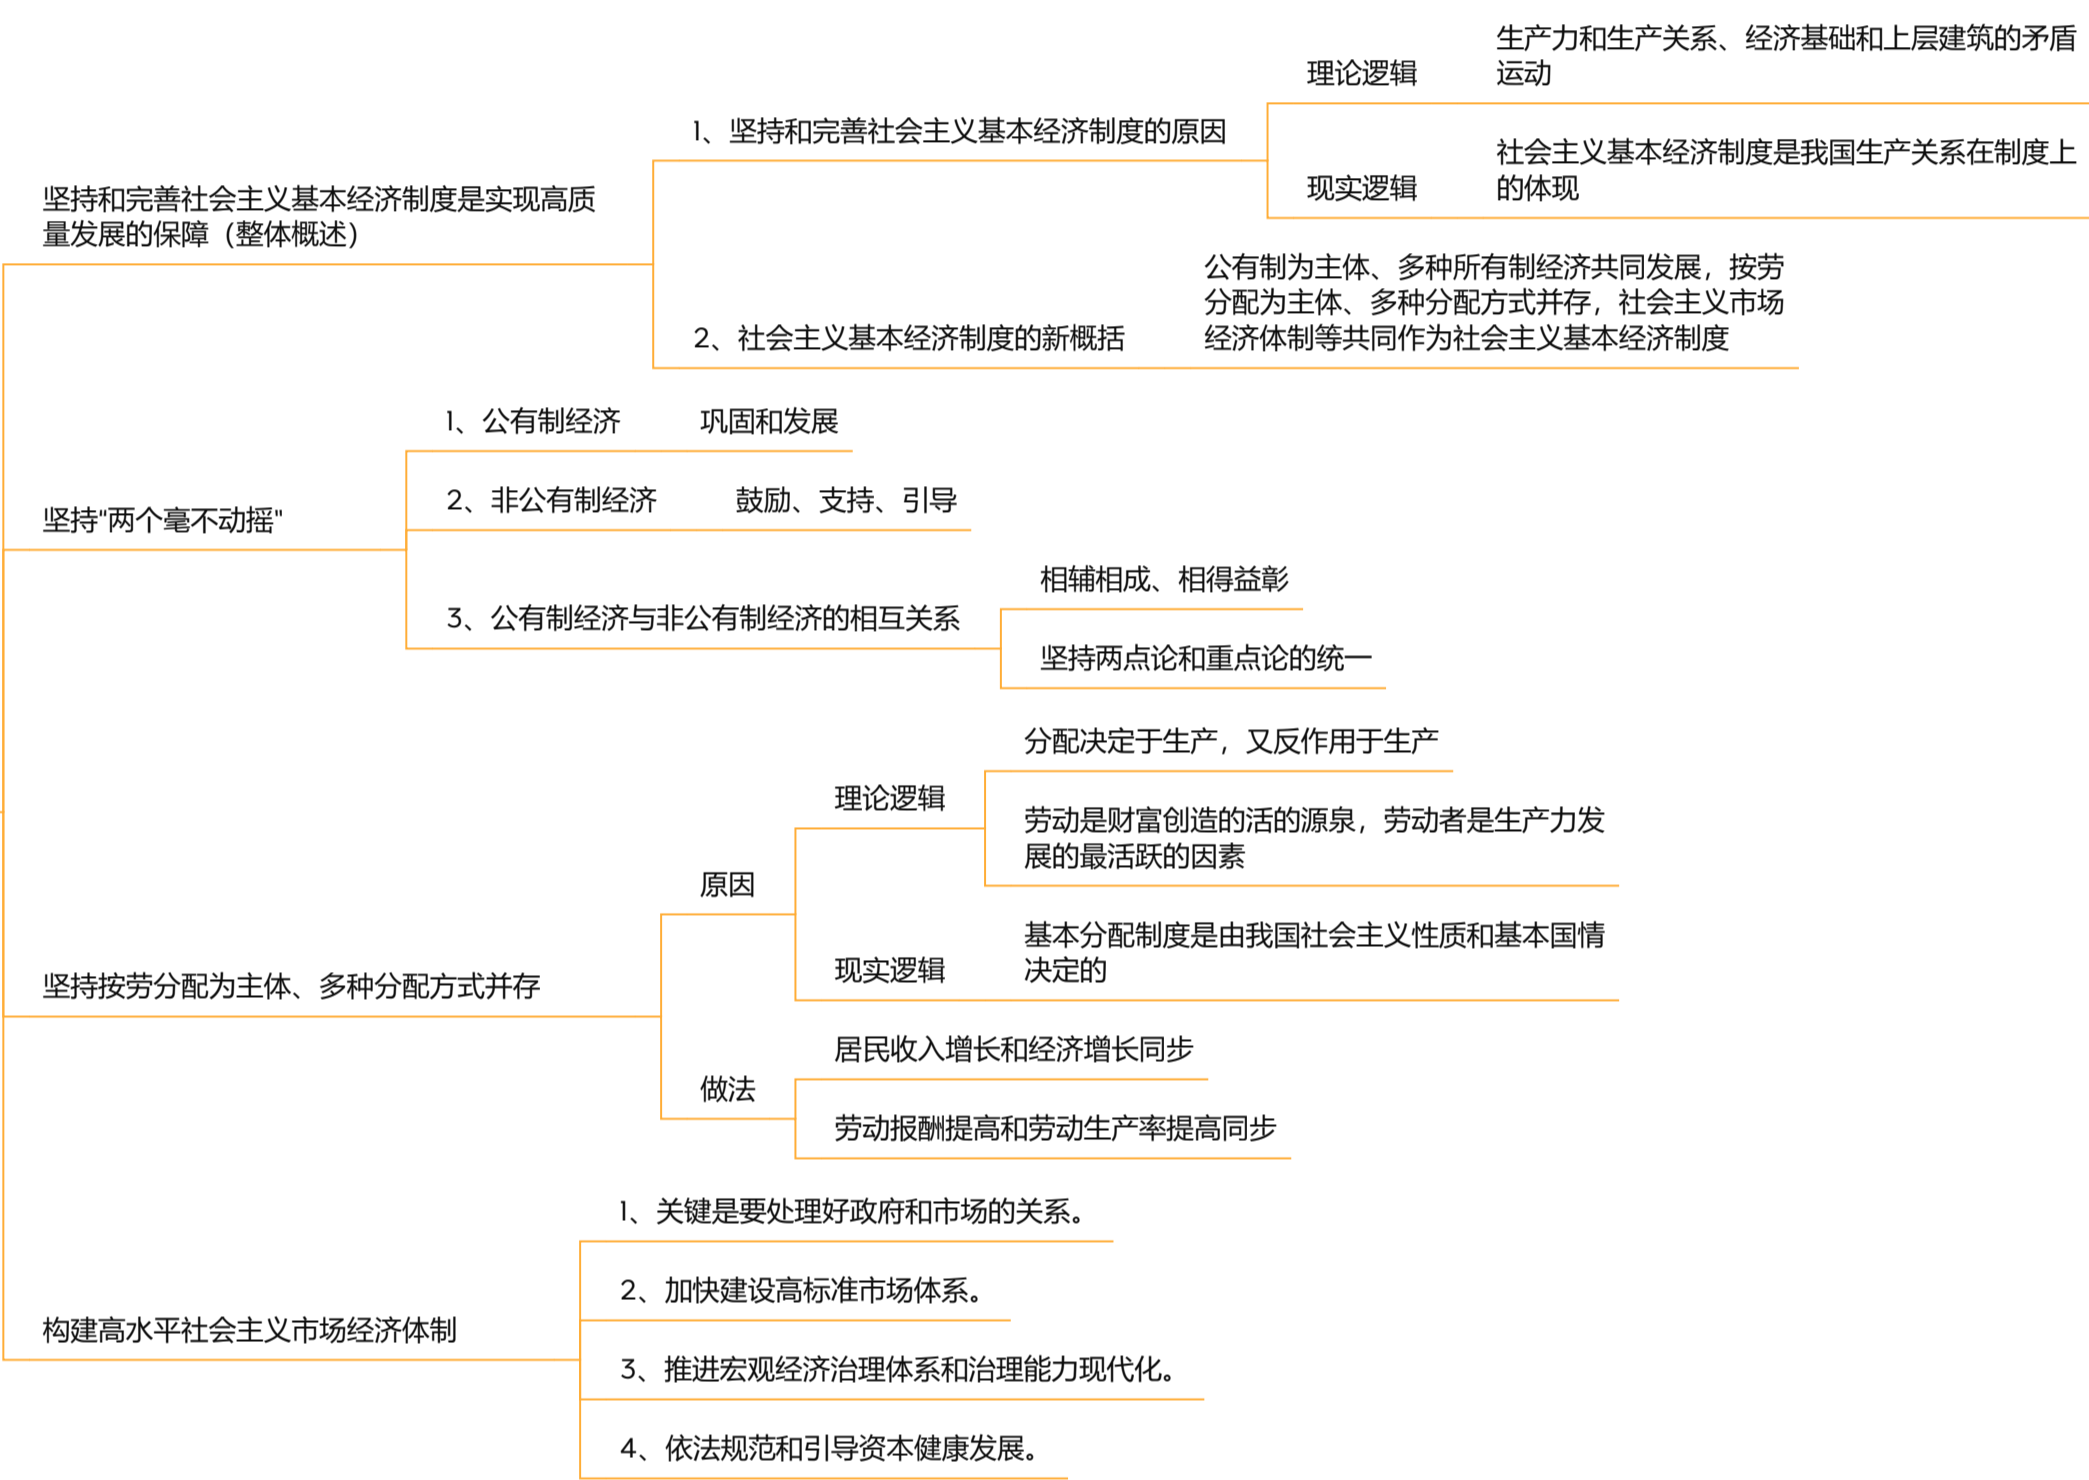 坚持和完善社会主义基本经济制度是实现高质
量发展的保障（整体概述）
1、坚持和完善社会主义基本经济制度的原因
理论逻辑
生产力和生产关系、经济基础和上层建筑的矛盾
运动
现实逻辑
社会主义基本经济制度是我国生产关系在制度上
的体现
2、社会主义基本经济制度的新概括
公有制为主体、多种所有制经济共同发展，按劳
分配为主体、多种分配方式并存，社会主义市场
经济体制等共同作为社会主义基本经济制度
坚持"两个毫不动摇"
1、公有制经济
巩固和发展
2、非公有制经济
鼓励、支持、引导
3、公有制经济与非公有制经济的相互关系
相辅相成、相得益彰
坚持两点论和重点论的统一
坚持按劳分配为主体、多种分配方式并存
原因
理论逻辑
分配决定于生产，又反作用于生产
劳动是财富创造的活的源泉，劳动者是生产力发
展的最活跃的因素
现实逻辑
基本分配制度是由我国社会主义性质和基本国情
决定的
做法
居民收入增长和经济增长同步
劳动报酬提高和劳动生产率提高同步
构建高水平社会主义市场经济体制
1、关键是要处理好政府和市场的关系。
2、加快建设高标准市场体系。
3、推进宏观经济治理体系和治理能力现代化。
4、依法规范和引导资本健康发展。